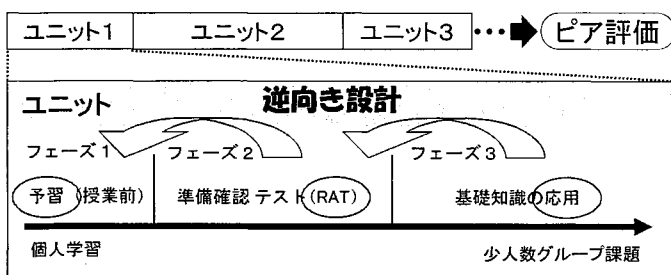 ユニット1 ユニット2 ユニット3 ••• ピア評価
ユニット 逆向き設計
フェーズ1 フェーズ2 フェーズ3
予習(授業前) 準備確認テスト(RAT) 基礎知識の応用
個人学習 少人数グループ課題